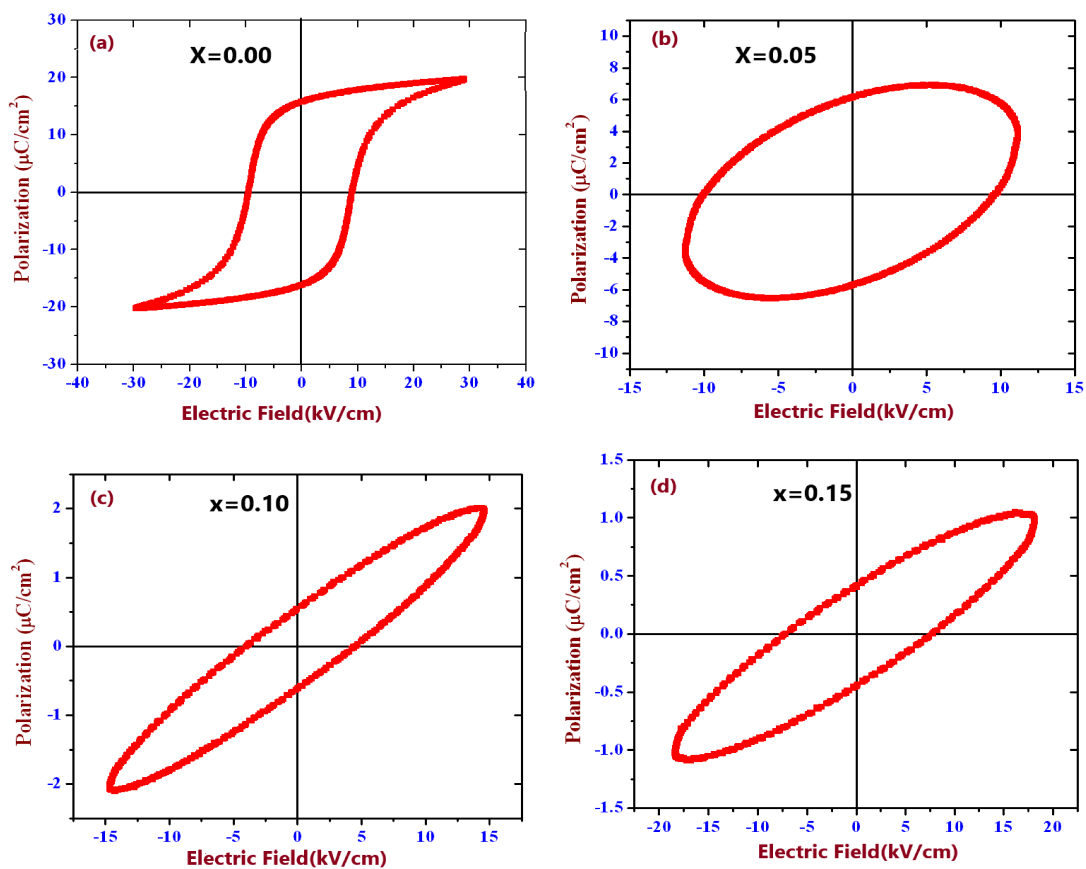 (a)
X=0.00
30
20
10
0
-10
-20
-30
-40 -30 -20 -10 0 10 20 30 40
Polarization (μC/cm²)
Electric Field(kV/cm)
(b)
X=0.05
10
8
6
4
2
0
-2
-4
-6
-8
-10
-15 -10 -5 0 5 10 15
Polarization (μC/cm²)
Electric Field(kV/cm)
(c)
x=0.10
2
1
0
-1
-2
-15 -10 -5 0 5 10 15
Polarization (μC/cm²)
Electric Field(kV/cm)
(d)
x=0.15
1.5
1.0
0.5
0.0
-0.5
-1.0
-1.5
-20 -15 -10 -5 0 5 10 15 20
Polarization (μC/cm²)
Electric Field(kV/cm)